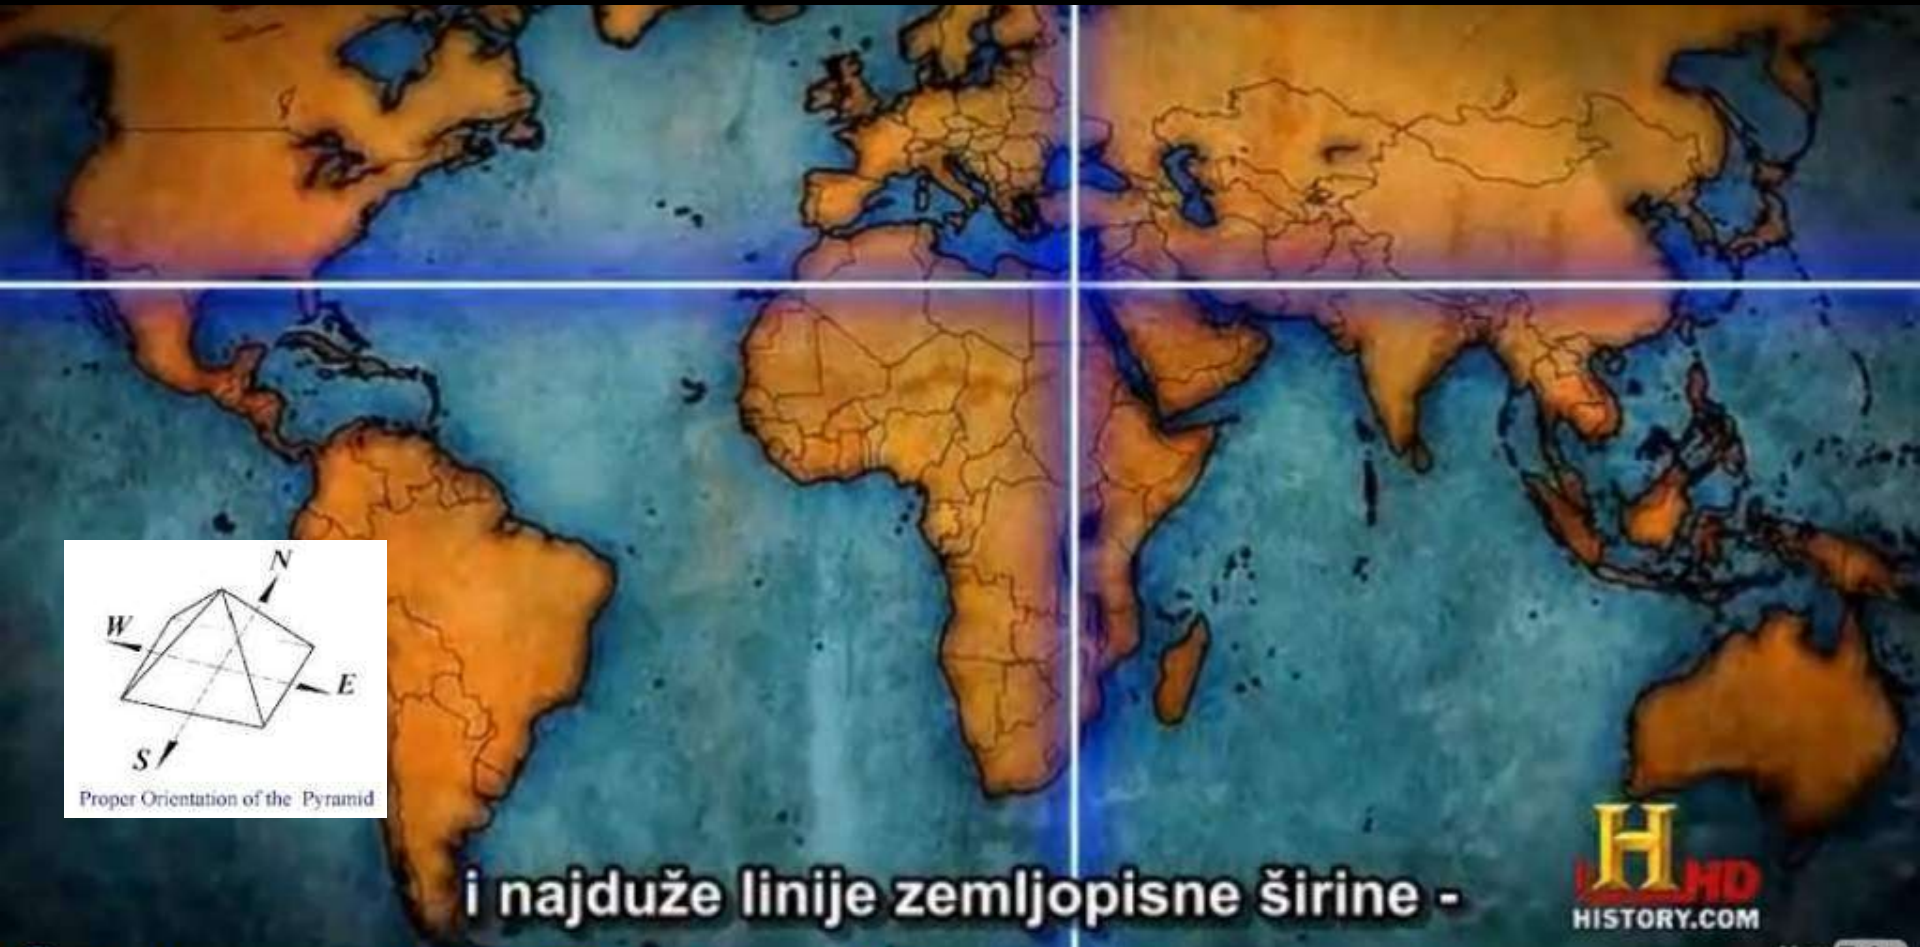 N
W
E
S
Proper Orientation of the Pyramid
i najduže linije zemljopisne širine -
H HD
HISTORY.COM